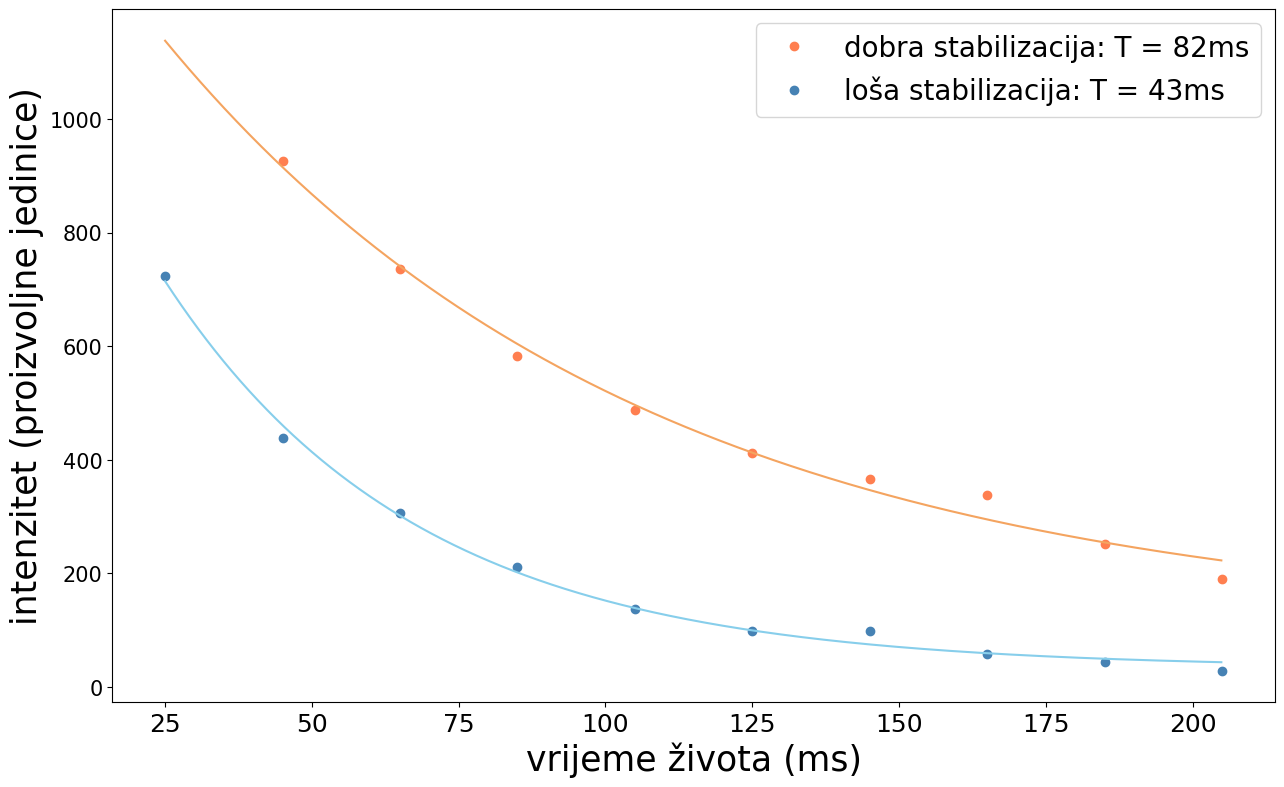 dobra stabilizacija: T = 82ms
loša stabilizacija: T = 43ms
intenzitet (proizvoljne jedinice)
1000
800
600
400
200
0
25 50 75 100 125 150 175 200
vrijeme života (ms)